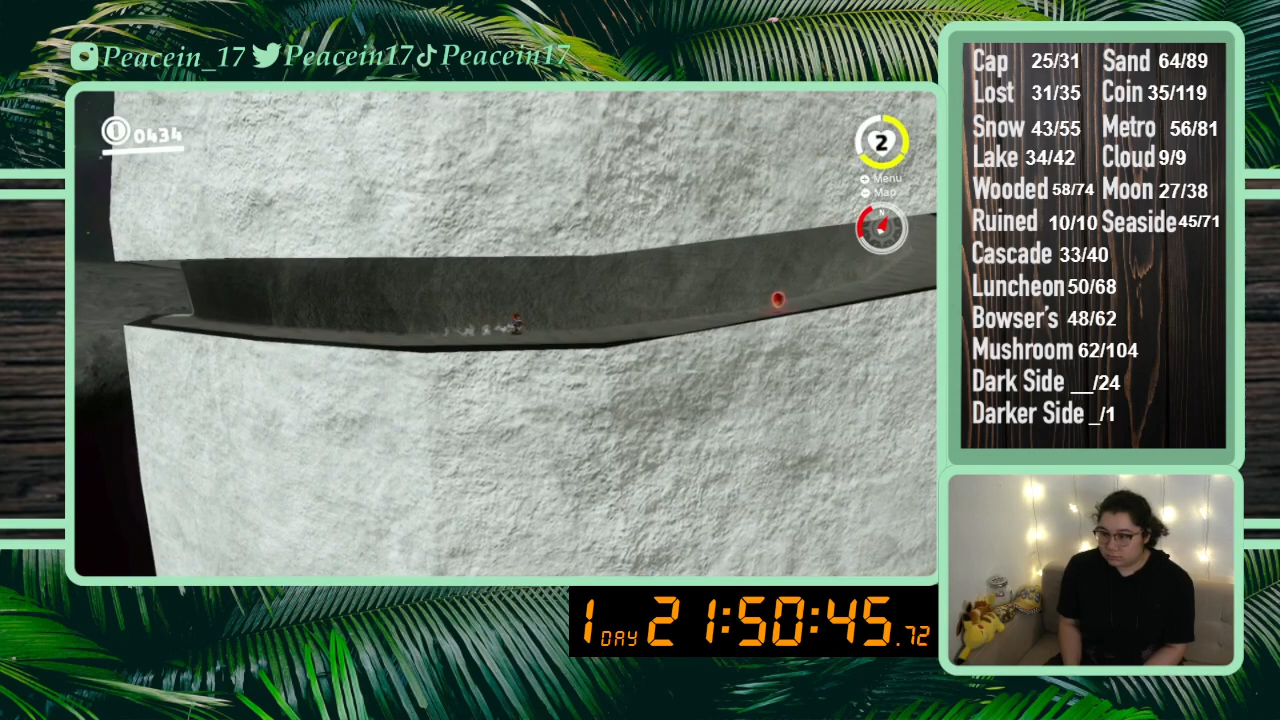 Peacein_17 Peacein17 Peacein17
0434
2
Menu
Map
N
Cap 25/31 Sand 64/89
Lost 31/35 Coin 35/119
Snow 43/55 Metro 56/81
Lake 34/42 Cloud 9/9
Wooded 58/74 Moon 27/38
Ruined 10/10 Seaside 45/71
Cascade 33/40
Luncheon 50/68
Bowser's 48/62
Mushroom 62/104
Dark Side __/24
Darker Side _/1
1 DAY 21:50:45.72